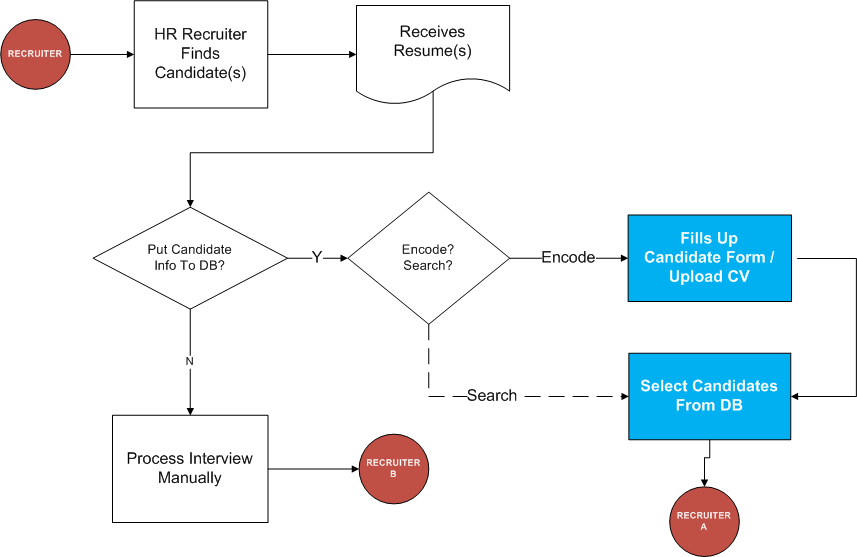 RECRUITER
HR Recruiter
Finds
Candidate(s)
Receives
Resume(s)
Put Candidate
Info To DB?
Y
Encode?
Search?
Encode
Fills Up
Candidate Form /
Upload CV
N
Search
Select Candidates
From DB
Process Interview
Manually
RECRUITER
B
RECRUITER
A